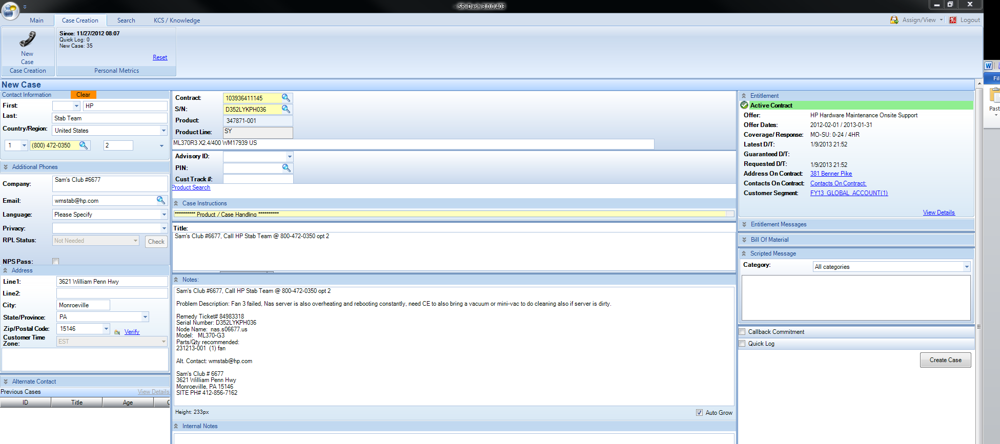 - SR-Dash 3.0.0.403
Main
Case Creation
Search
KCS / Knowledge
Assign/View
Logout
New
Case
Case Creation
Since: 11/27/2012 08:07
Quick Log: 0
New Case: 35
Reset
Personal Metrics
W
Fil
Past
New Case
Contact Information
Clear
First:
HP
Last:
Stab Team
Country/Region:
United States
1
(800) 472-0350
2
Additional Phones
Company:
Sam's Club #6677
Email:
wmstab@hp.com
Language:
Please Specify
Privacy:
RPL Status:
Not Needed
Check
NPS Pass:
Address
Line1:
3621 William Penn Hwy
Line2:
City:
Monroeville
State/Province:
PA
Zip/Postal Code:
15146
Verify
Customer Time
Zone:
EST
Alternate Contact
Previous Cases
View Details
ID
Title
Age
Contract:
103936411145
S/N:
D352LYKPH036
Product:
347871-001
Product Line:
SY
ML370R3 X2.4/400 WM17939 US
Advisory ID:
PIN:
Cust Track #:
Product Search
Case Instructions
********** Product / Case Handling **********
Title:
Sam's Club #6677, Call HP Stab Team @ 800-472-0350 opt 2
Notes:
Sam's Club #6677, Call HP Stab Team @ 800-472-0350 opt 2
Problem Description: Fan 3 failed, Nas server is also overheating and rebooting constantly, need CE to also bring a vacuum or mini-vac to do cleaning also if server is dirty.
Remedy Ticket# 84983318
Serial Number: D352LYKPH036
Node Name: nas.s06677.us
Model: ML370-G3
Parts/Qty recommended:
231213-001 (1) fan
Alt. Contact: wmstab@hp.com
Sam's Club # 6677
3621 William Penn Hwy
Monroeville, PA 15146
SITE PH# 412-856-7162
Height: 233px
Auto Grow
Internal Notes
Entitlement
Active Contract
Offer:
HP Hardware Maintenance Onsite Support
Offer Dates:
2012-02-01 / 2013-01-31
Coverage/ Response:
MO-SU: 0-24 / 4HR
Latest D/T:
1/9/2013 21:52
Guaranteed D/T:
Requested D/T:
1/9/2013 21:52
Address On Contract:
381 Benner Pike
Contacts On Contract:
Contacts On Contract:
Customer Segment:
FY13_GLOBAL_ACCOUNT(1)
View Details
Entitlement Messages
Bill Of Material
Scripted Message
Category:
All categories
Callback Commitment
Quick Log
Create Case